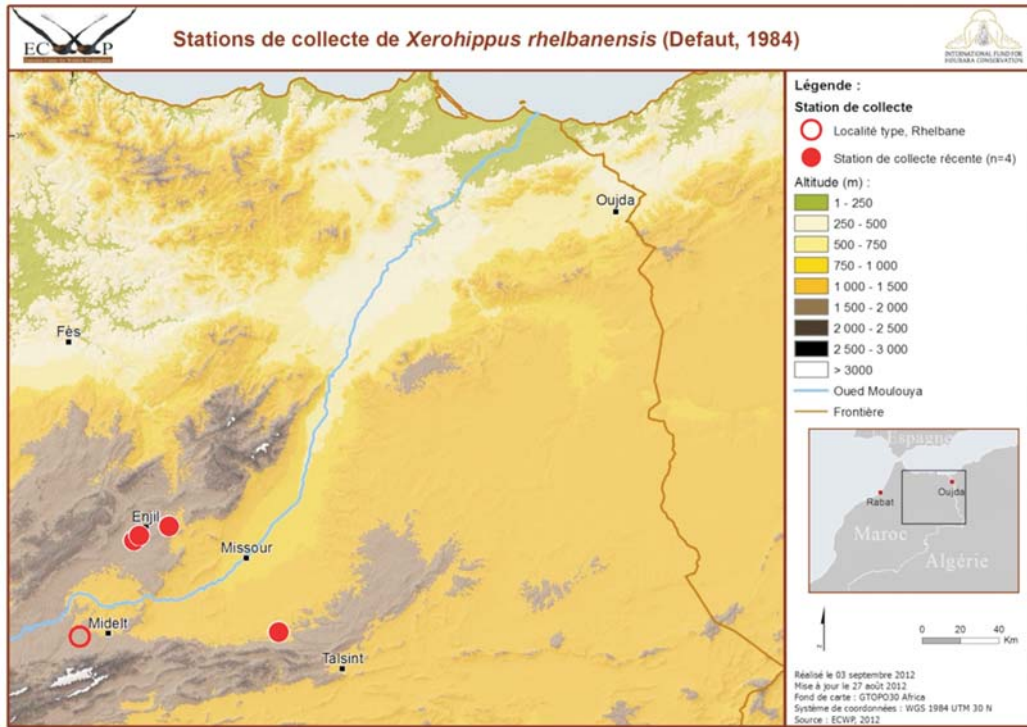 EC WP
Stations de collecte de Xerohippus rhelbanensis (Defaut, 1984)
INTERNATIONAL FUND FOR
HOUBARA CONSERVATION
Légende :
Station de collecte
Localité type, Rhelbane
Station de collecte récente (n=4)
Altitude (m) :
1 - 250
250 - 500
500 - 750
750 - 1 000
1 000 - 1 500
1 500 - 2 000
2 000 - 2 500
2 500 - 3 000
> 3000
Oued Moulouya
Frontière
Oujda
Fès
Enjil
Missour
Midelt
Talsint
Espagne
Rabat
Oujda
Maroc
Algérie
0 20 40
Km
Réalisé le 03 septembre 2012
Mise à jour le 27 août 2012
Fond de carte : GTOPO30 Africa
Système de coordonnées : WGS 1984 UTM 30 N
Source : ECWP, 2012